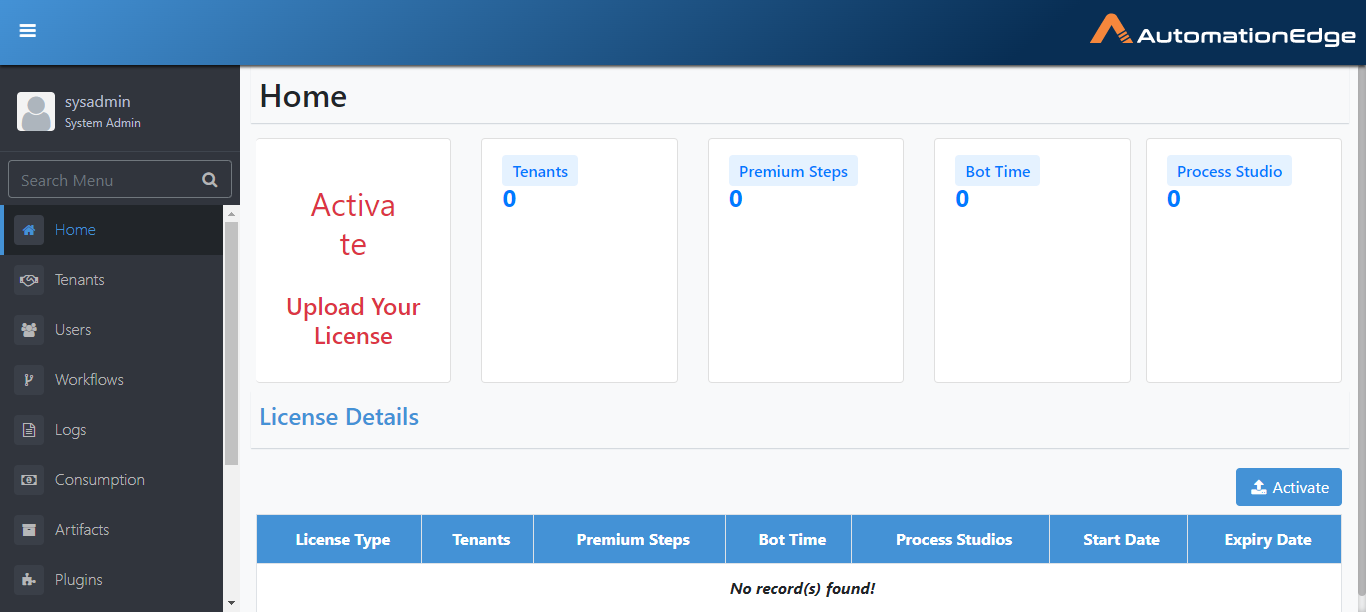 AutomationEdge
sysadmin
System Admin
Search Menu
Home
Tenants
Users
Workflows
Logs
Consumption
Artifacts
Plugins
Home
Activa
te
Upload Your
License
Tenants
0
Premium Steps
0
Bot Time
0
Process Studio
0
License Details
Activate
License Type Tenants Premium Steps Bot Time Process Studios Start Date Expiry Date
No record(s) found!